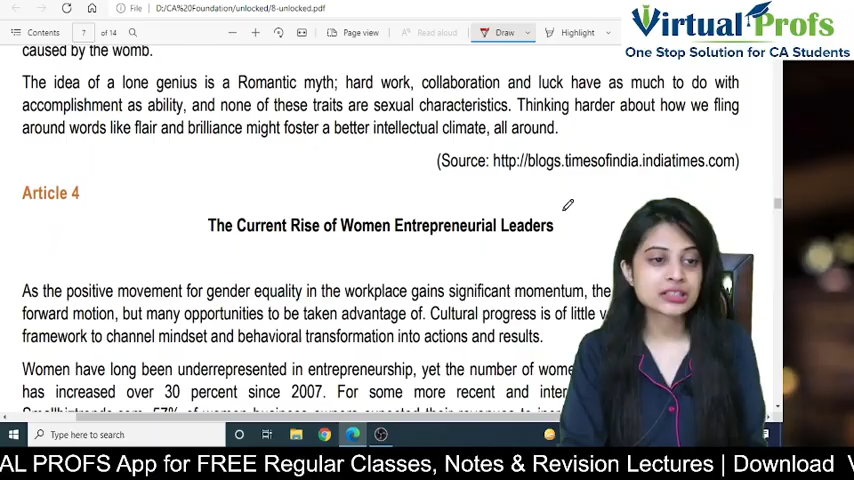 File
D:/CA%20Foundation/unlocked/8-unlocked.pdf
Virtual Profs
One Stop Solution for CA Students
Contents
7
of 14
Page view
Read aloud
Draw
Highlight
caused by the womb.
The idea of a lone genius is a Romantic myth; hard work, collaboration and luck have as much to do with
accomplishment as ability, and none of these traits are sexual characteristics. Thinking harder about how we fling
around words like flair and brilliance might foster a better intellectual climate, all around.
(Source: http://blogs.timesofindia.indiatimes.com)
Article 4
The Current Rise of Women Entrepreneurial Leaders
As the positive movement for gender equality in the workplace gains significant momentum, the
forward motion, but many opportunities to be taken advantage of. Cultural progress is of little
framework to channel mindset and behavioral transformation into actions and results.
Women have long been underrepresented in entrepreneurship, yet the number of wome
has increased over 30 percent since 2007. For some more recent and inter
57% of women business owners expected their revenues to
Type here to search
AL PROFS App for FREE Regular Classes, Notes & Revision Lectures | Download V